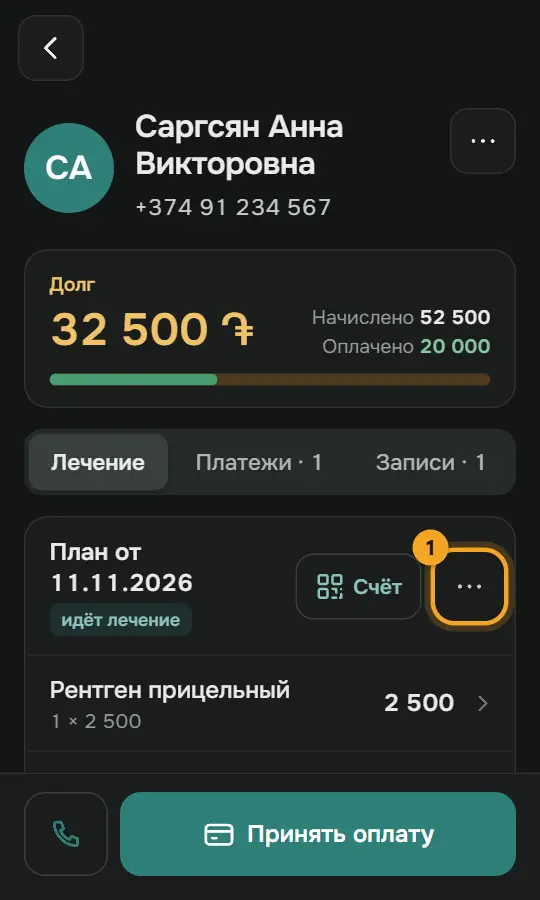 Саргсян Анна
Викторовна
СА
+374 91 234 567
Долг
32 500 ֏
Начислено 52 500
Оплачено 20 000
Лечение
Платежи · 1
Записи · 1
План от
11.11.2026
идёт лечение
Счёт
1
Рентген прицельный
1 × 2 500
2 500
Принять оплату